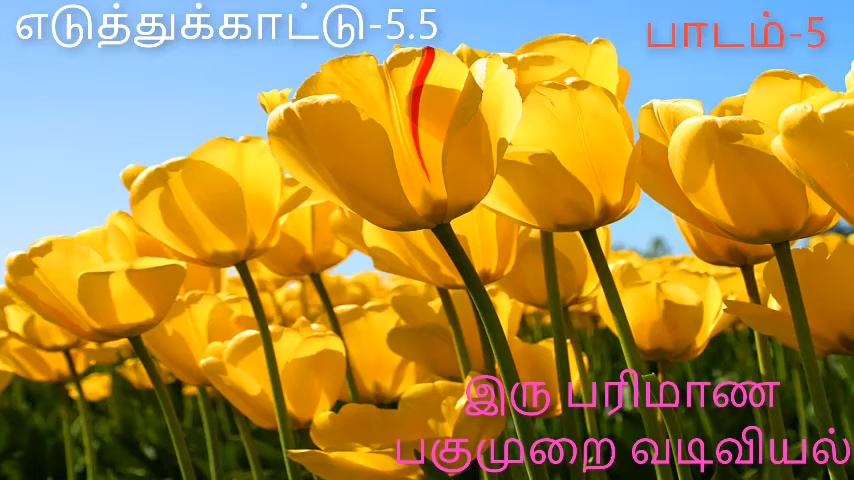 எடுத்துக்காட்டு-5.5
பாடம்-5
இரு பரிமாண
பகுமுறை வடிவியல்